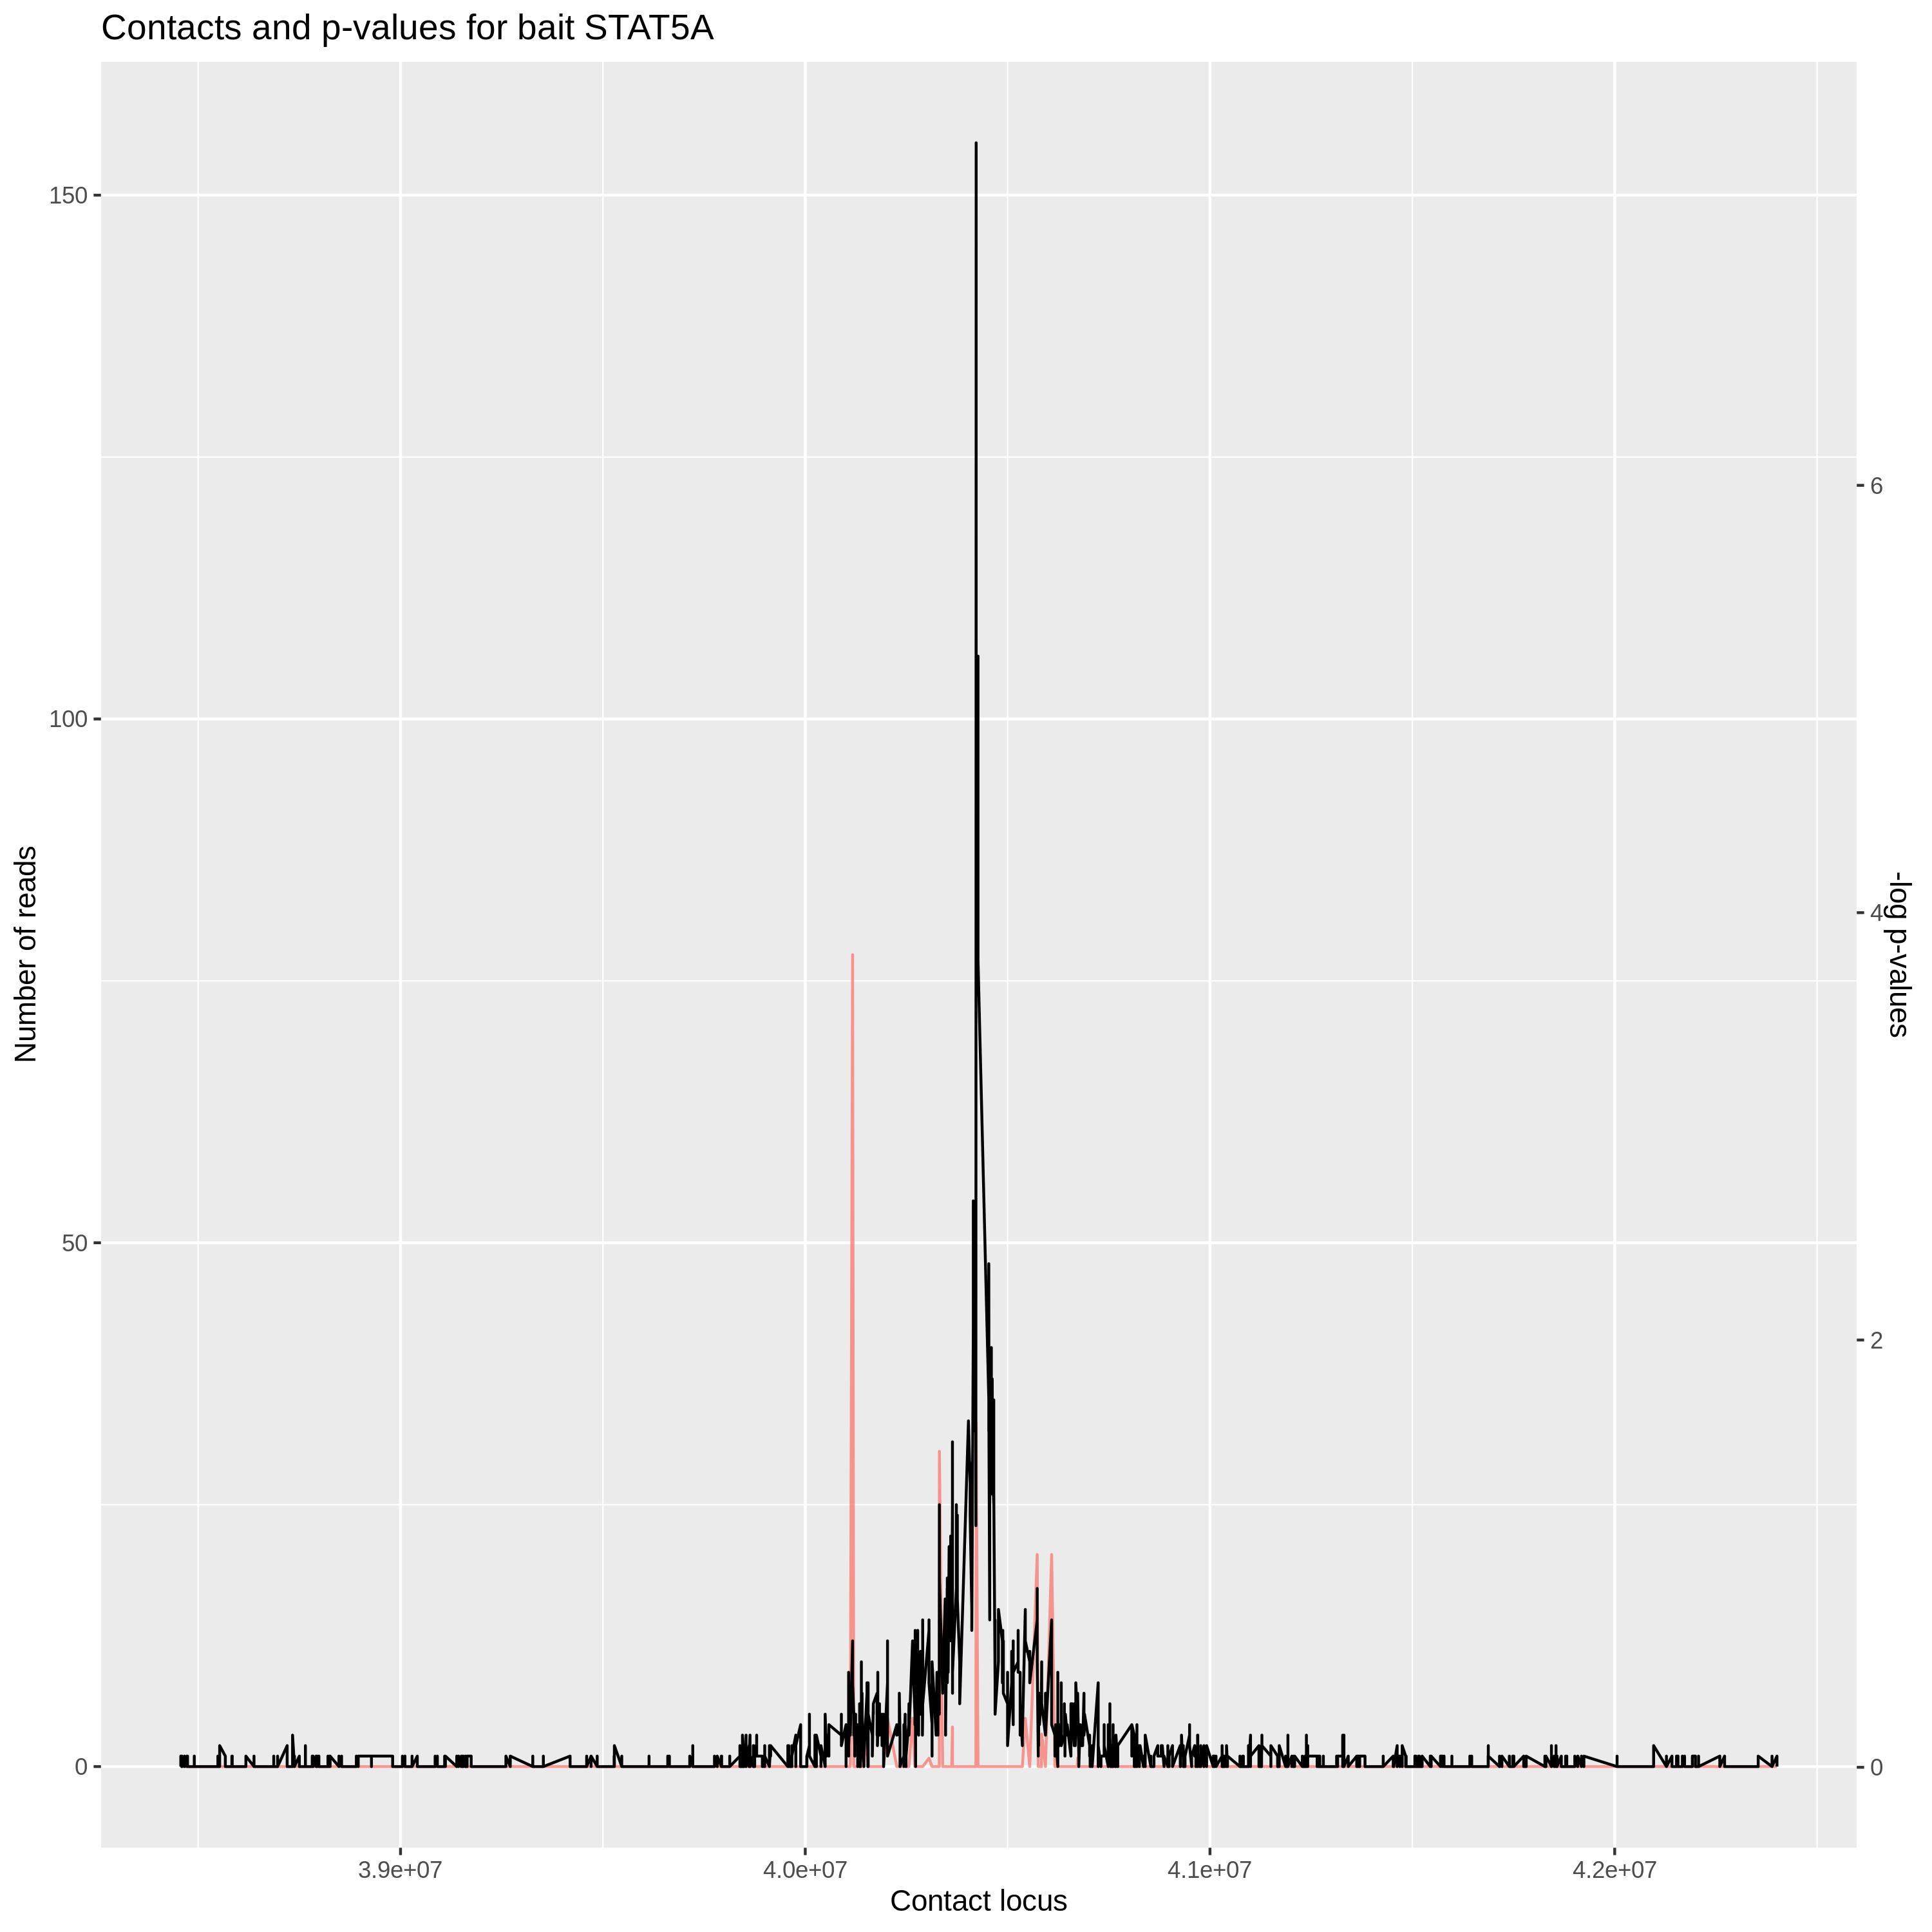 Contacts and p-values for bait STAT5A
150
100
50
0
Number of reads
6
4
2
0
-log p-values
3.9e+07
4.0e+07
4.1e+07
4.2e+07
Contact locus